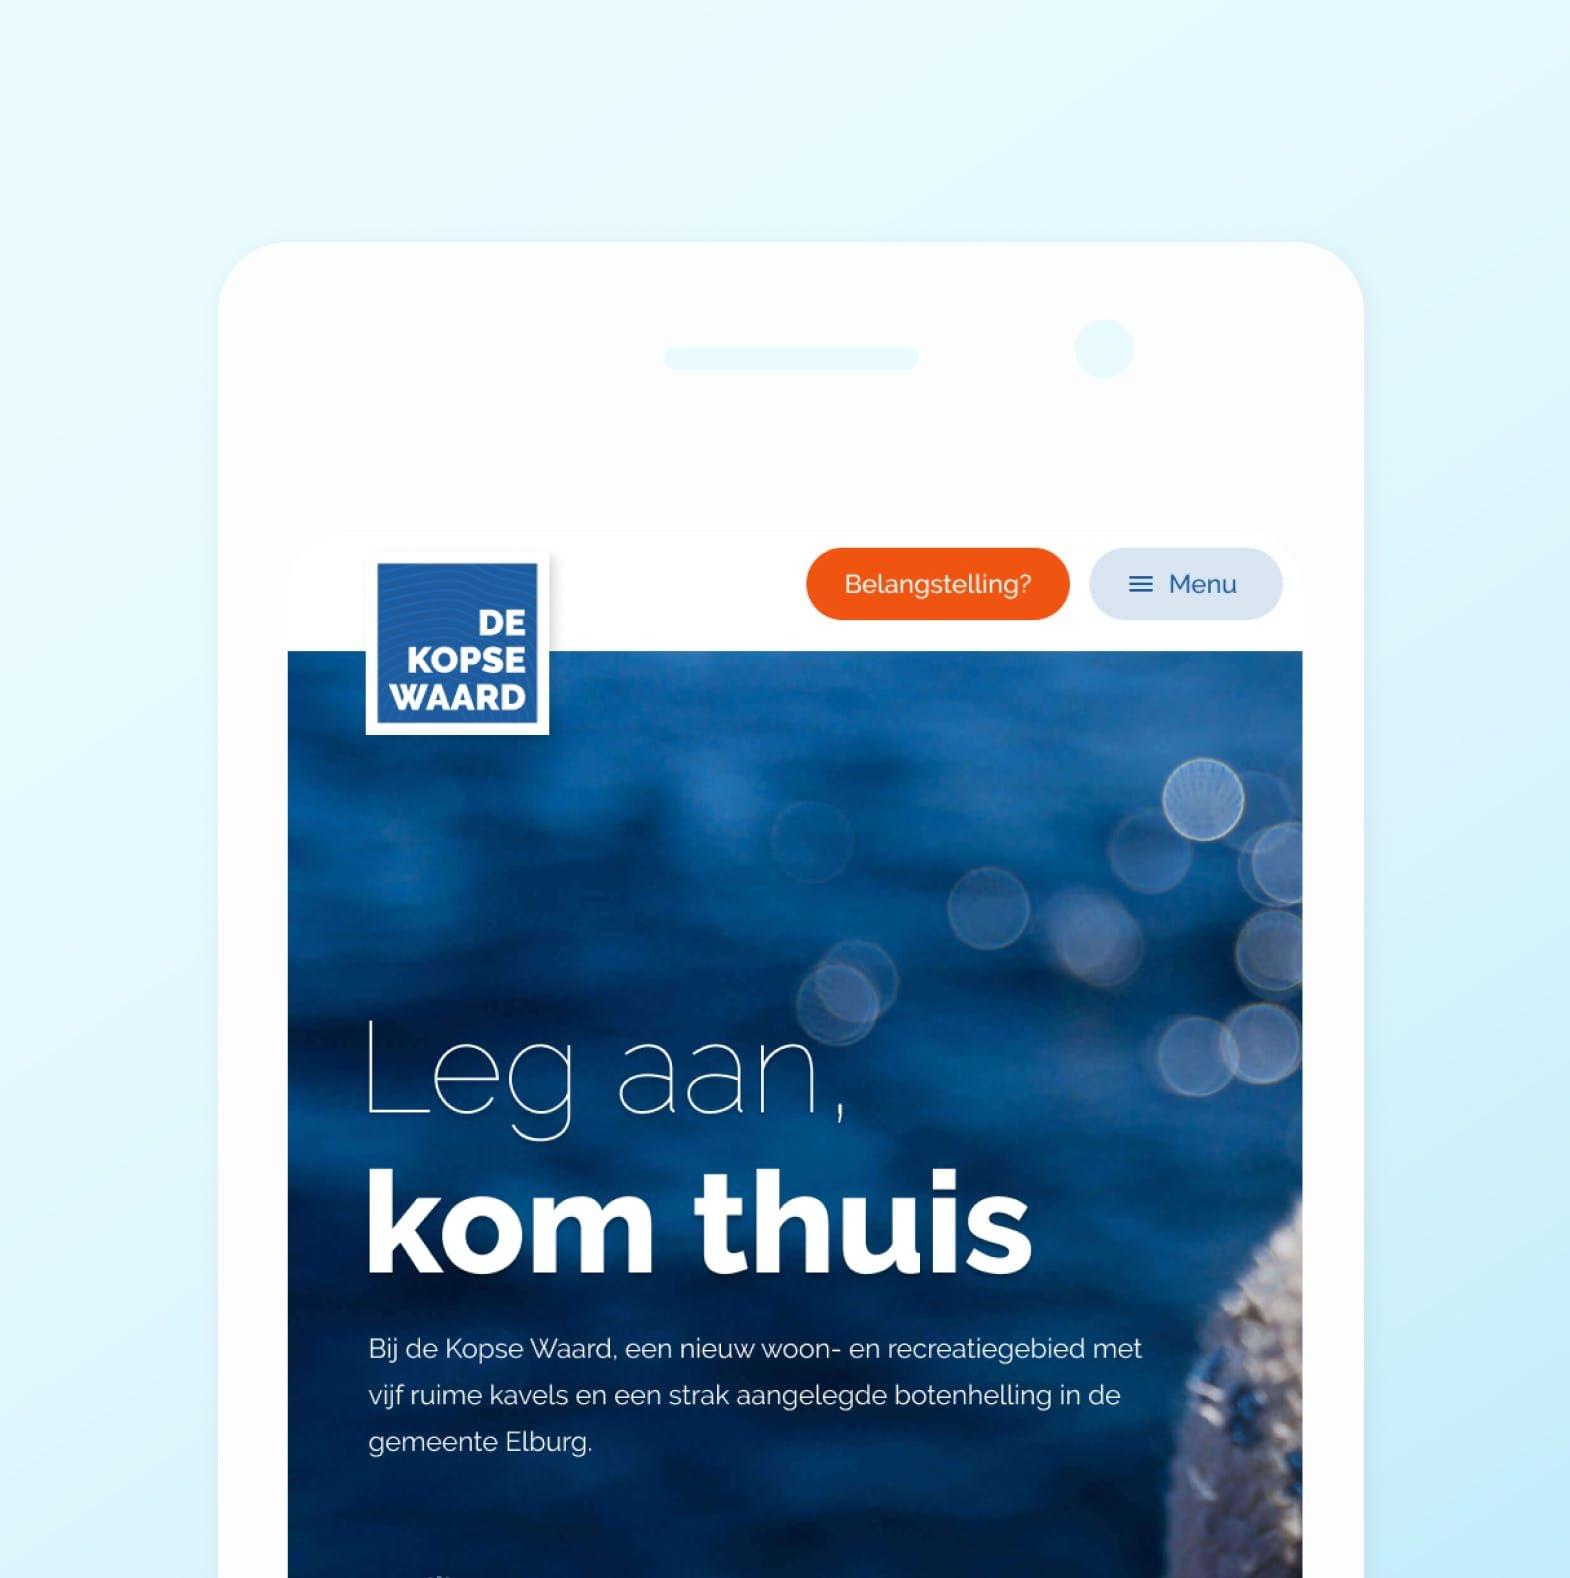 DE
KOPSE
WAARD
Belangstelling?
Menu
Leg aan,
kom thuis
Bij de Kopse Waard, een nieuw woon- en recreatiegebied met
vijf ruime kavels en een strak aangelegde botenhelling in de
gemeente Elburg.